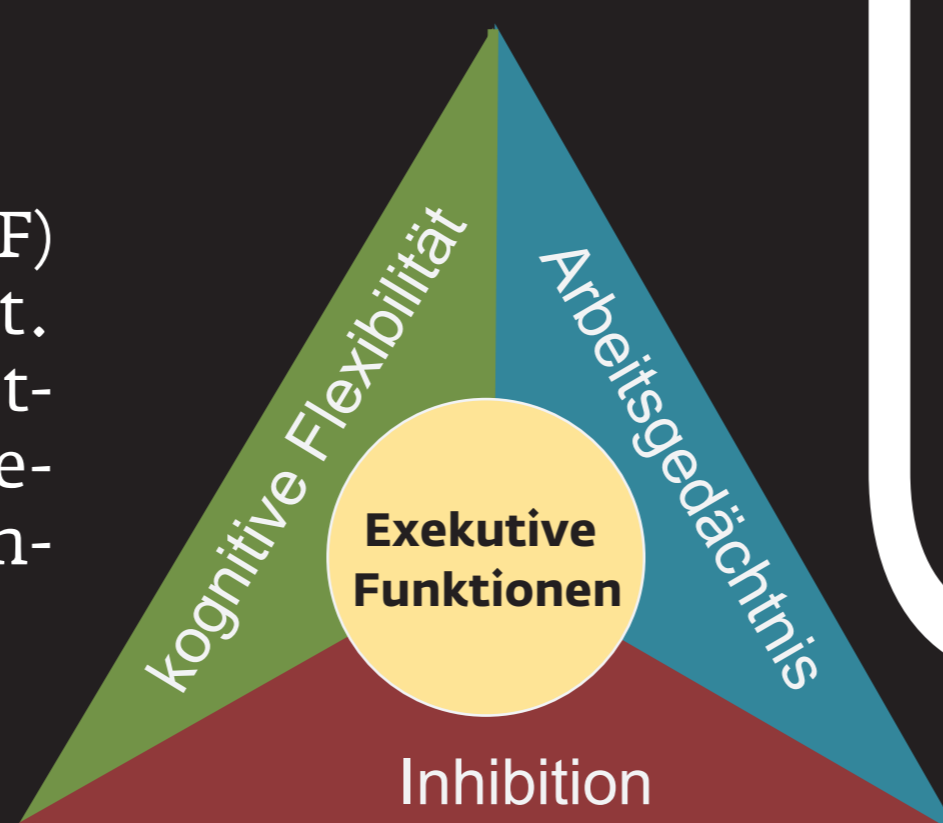 F)
t.
t-
e-
n-
kognitive Flexibilität
Arbeitsgedächtnis
Exekutive
Funktionen
Inhibition